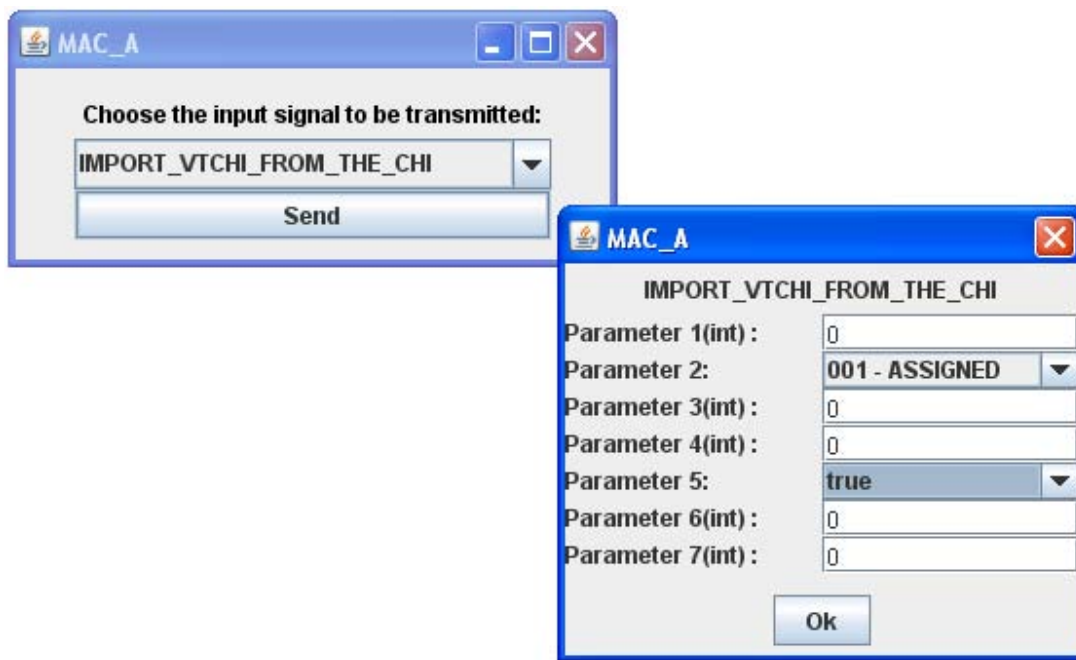 MAC_A
Choose the input signal to be transmitted:
IMPORT_VTCHI_FROM_THE_CHI
Send
MAC_A
IMPORT_VTCHI_FROM_THE_CHI
Parameter 1(int) : 0
Parameter 2: 001 - ASSIGNED
Parameter 3(int) : 0
Parameter 4(int) : 0
Parameter 5: true
Parameter 6(int) : 0
Parameter 7(int) : 0
Ok